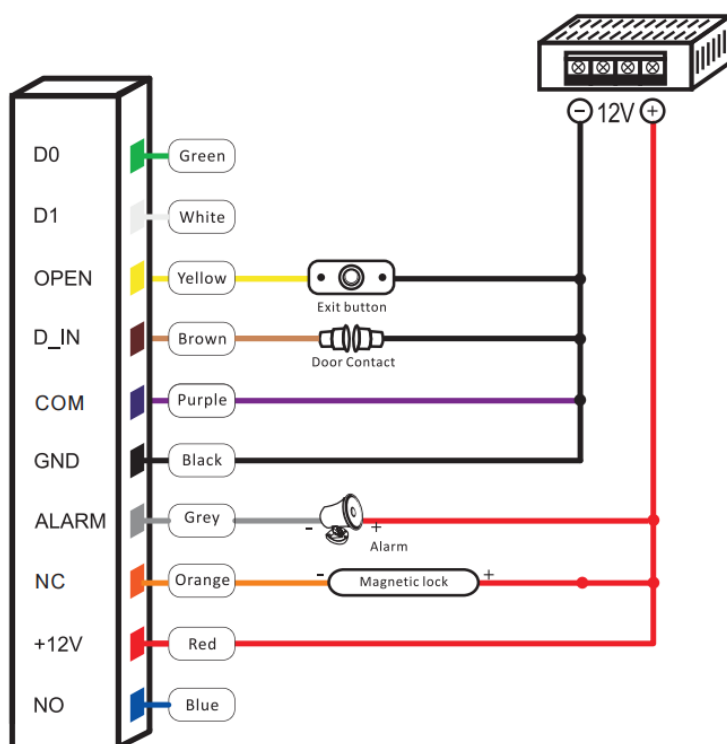 − 12V +
D0 Green
D1 White
OPEN Yellow
Exit button
D_IN Brown
Door Contact
COM Purple
GND Black
ALARM Grey - +
Alarm
NC Orange - Magnetic lock +
+12V Red
NO Blue